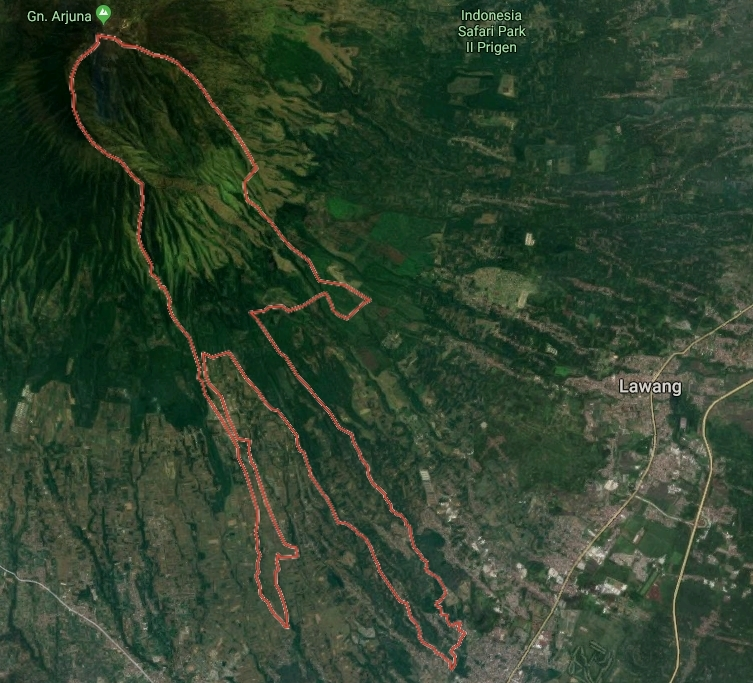 Gn. Arjuna
Indonesia
Safari Park
II Prigen
Lawang